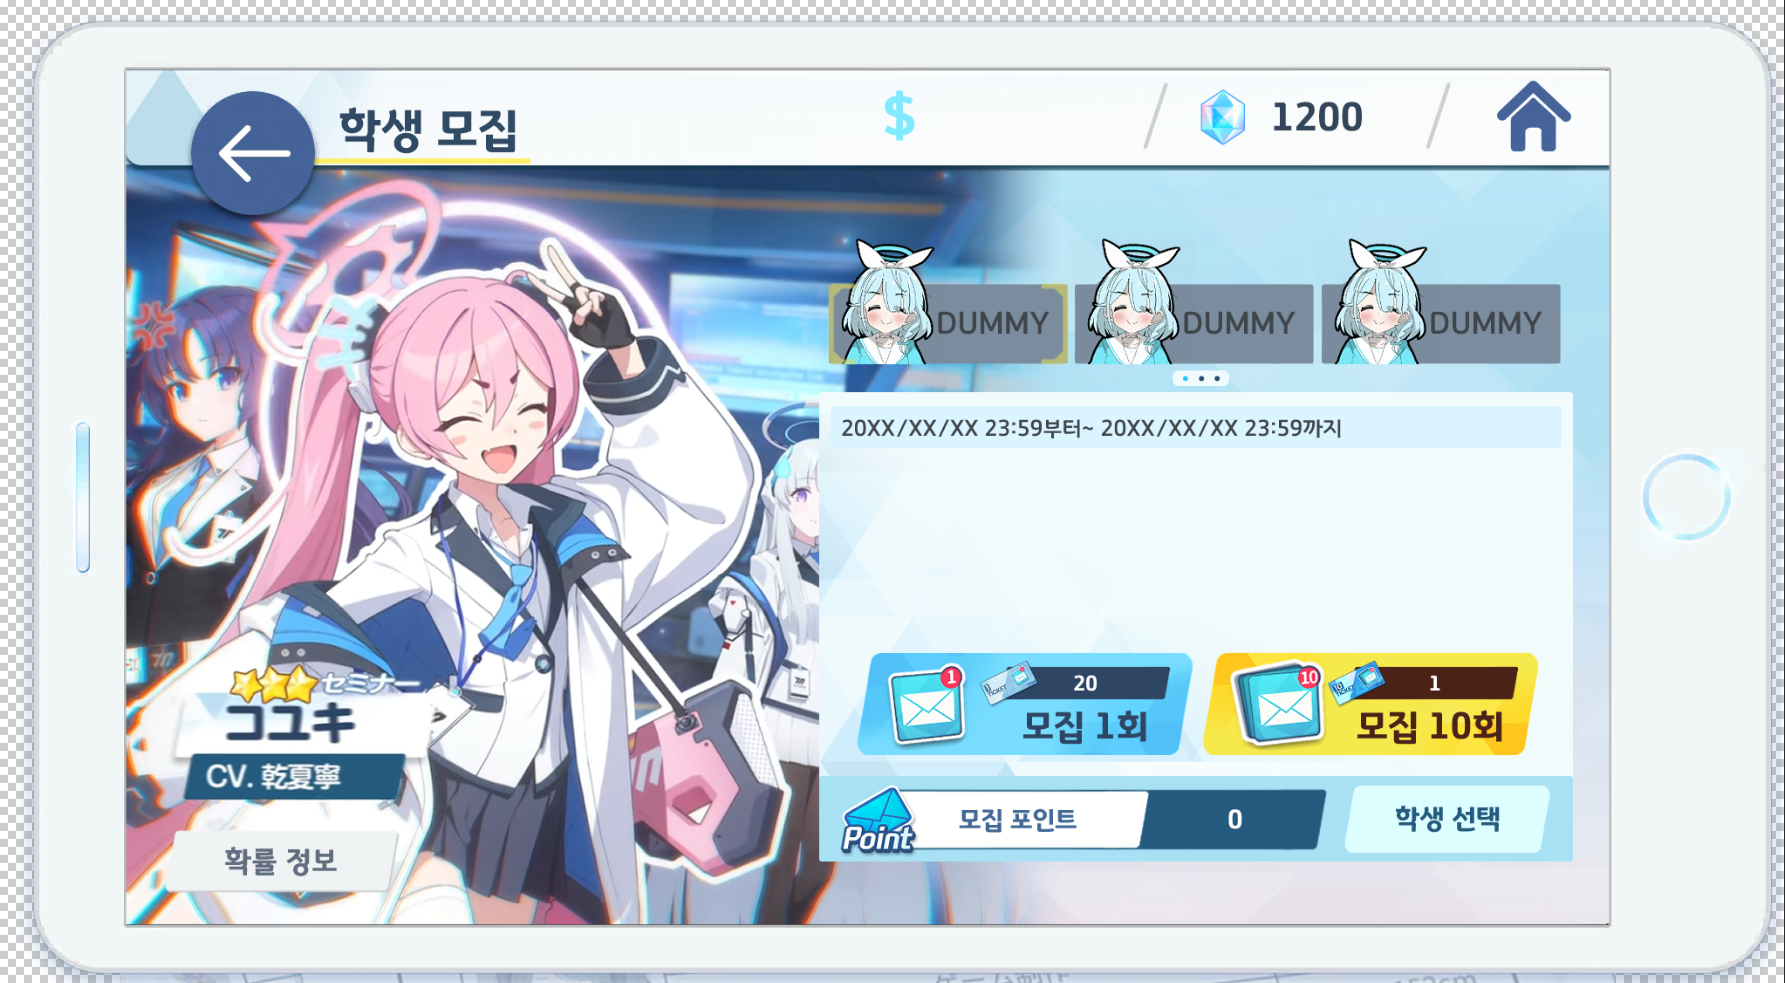 학생 모집
$
1200
DUMMY
DUMMY
DUMMY
20XX/XX/XX 23:59부터~ 20XX/XX/XX 23:59까지
セミナー
コユキ
CV. 乾夏寧
확률 정보
1
TICKET
20
모집 1회
10
10
TICKET
1
모집 10회
Point
모집 포인트
0
학생 선택